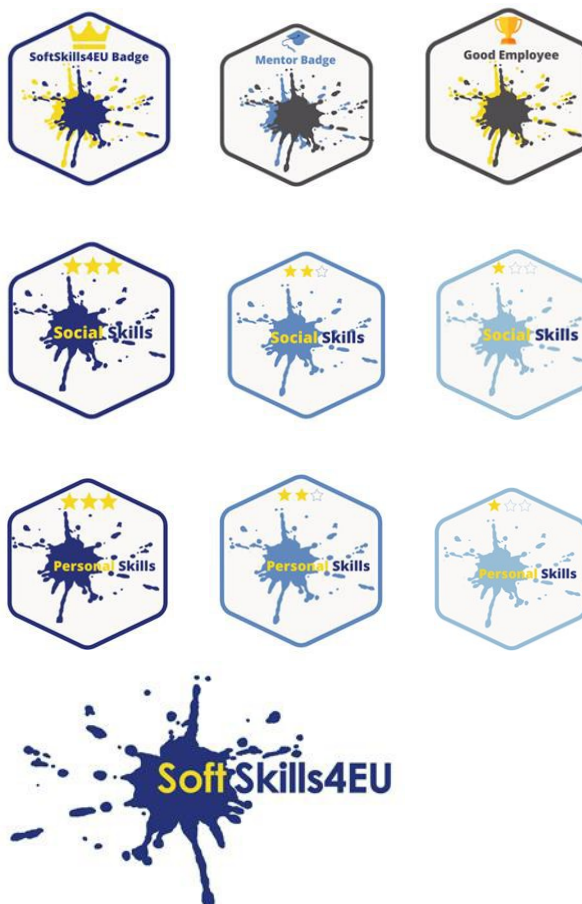 SoftSkills4EU Badge
Mentor Badge
Good Employee
Social Skills
Social Skills
Social Skills
Personal Skills
Personal Skills
Personal Skills
SoftSkills4EU